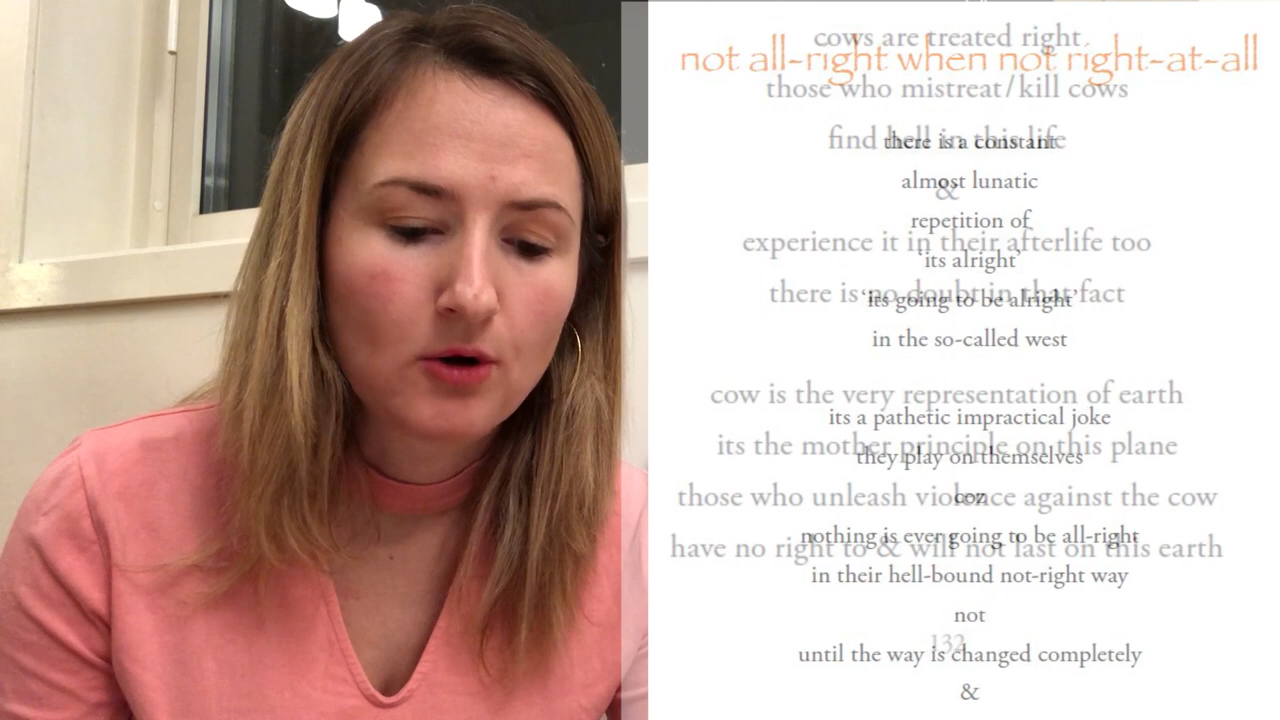 cows are treated right
those who mistreat/kill cows
find hell in this life
&
experience it in their afterlife too
there is no doubt in that fact
cow is the very representation of earth
its the mother principle on this plane
those who unleash violence against the cow
have no right to & will not last on this earth
132
not all-right when not right-at-all
there is a constant
almost lunatic
repetition of
'its alright'
'its going to be alright'
in the so-called west
its a pathetic impractical joke
they play on themselves
coz
nothing is ever going to be all-right
in their hell-bound not-right way
not
until the way is changed completely
&